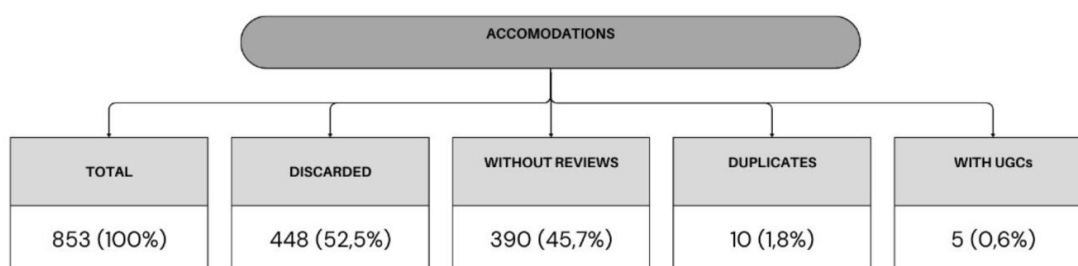 ACCOMODATIONS
TOTAL
DISCARDED
WITHOUT REVIEWS
DUPLICATES
WITH UGCs
853 (100%)
448 (52,5%)
390 (45,7%)
10 (1,8%)
5 (0,6%)